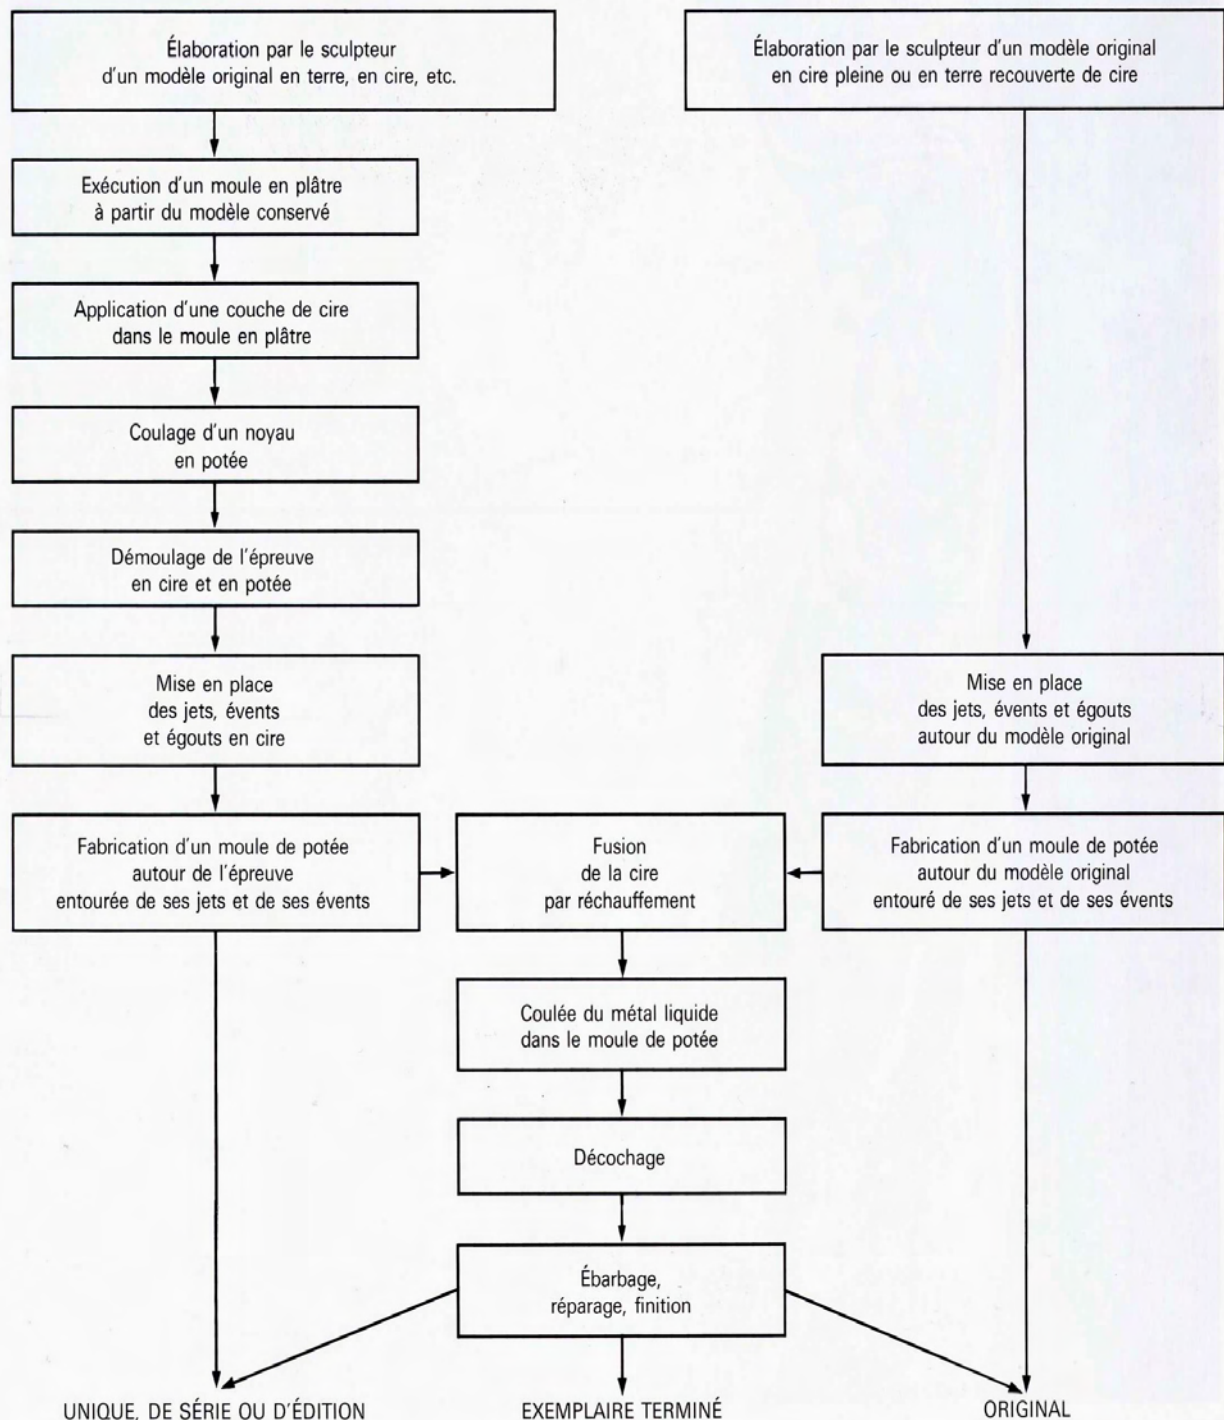 Élaboration par le sculpteur
d'un modèle original en terre, en cire, etc.
Élaboration par le sculpteur d'un modèle original
en cire pleine ou en terre recouverte de cire
Exécution d'un moule en plâtre
à partir du modèle conservé
Application d'une couche de cire
dans le moule en plâtre
Coulage d'un noyau
en potée
Démoulage de l'épreuve
en cire et en potée
Mise en place
des jets, évents
et égouts en cire
Mise en place
des jets, évents et égouts
autour du modèle original
Fabrication d'un moule de potée
autour de l'épreuve
entourée de ses jets et de ses évents
Fusion
de la cire
par réchauffement
Fabrication d'un moule de potée
autour du modèle original
entouré de ses jets et de ses évents
Coulée du métal liquide
dans le moule de potée
Décochage
Ébarbage,
réparage, finition
UNIQUE, DE SÉRIE OU D'ÉDITION
EXEMPLAIRE TERMINÉ
ORIGINAL